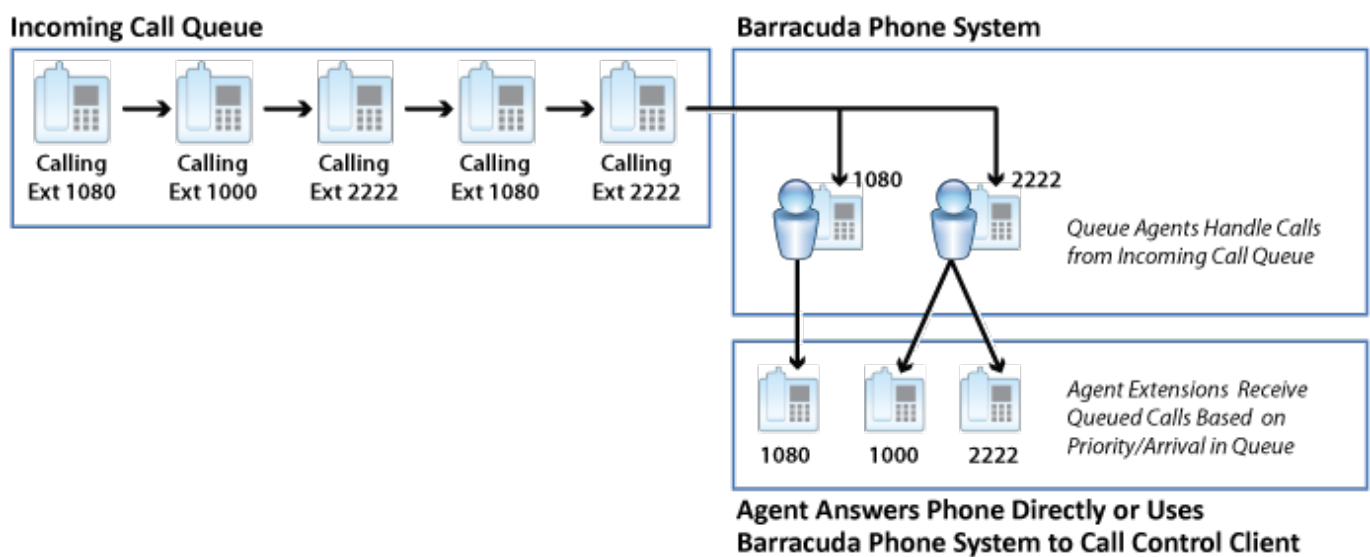 Incoming Call Queue
Barracuda Phone System
Calling
Ext 1080
Calling
Ext 1000
Calling
Ext 2222
Calling
Ext 1080
Calling
Ext 2222
1080
2222
Queue Agents Handle Calls
from Incoming Call Queue
1080
1000
2222
Agent Extensions Receive
Queued Calls Based on
Priority/Arrival in Queue
Agent Answers Phone Directly or Uses
Barracuda Phone System to Call Control Client